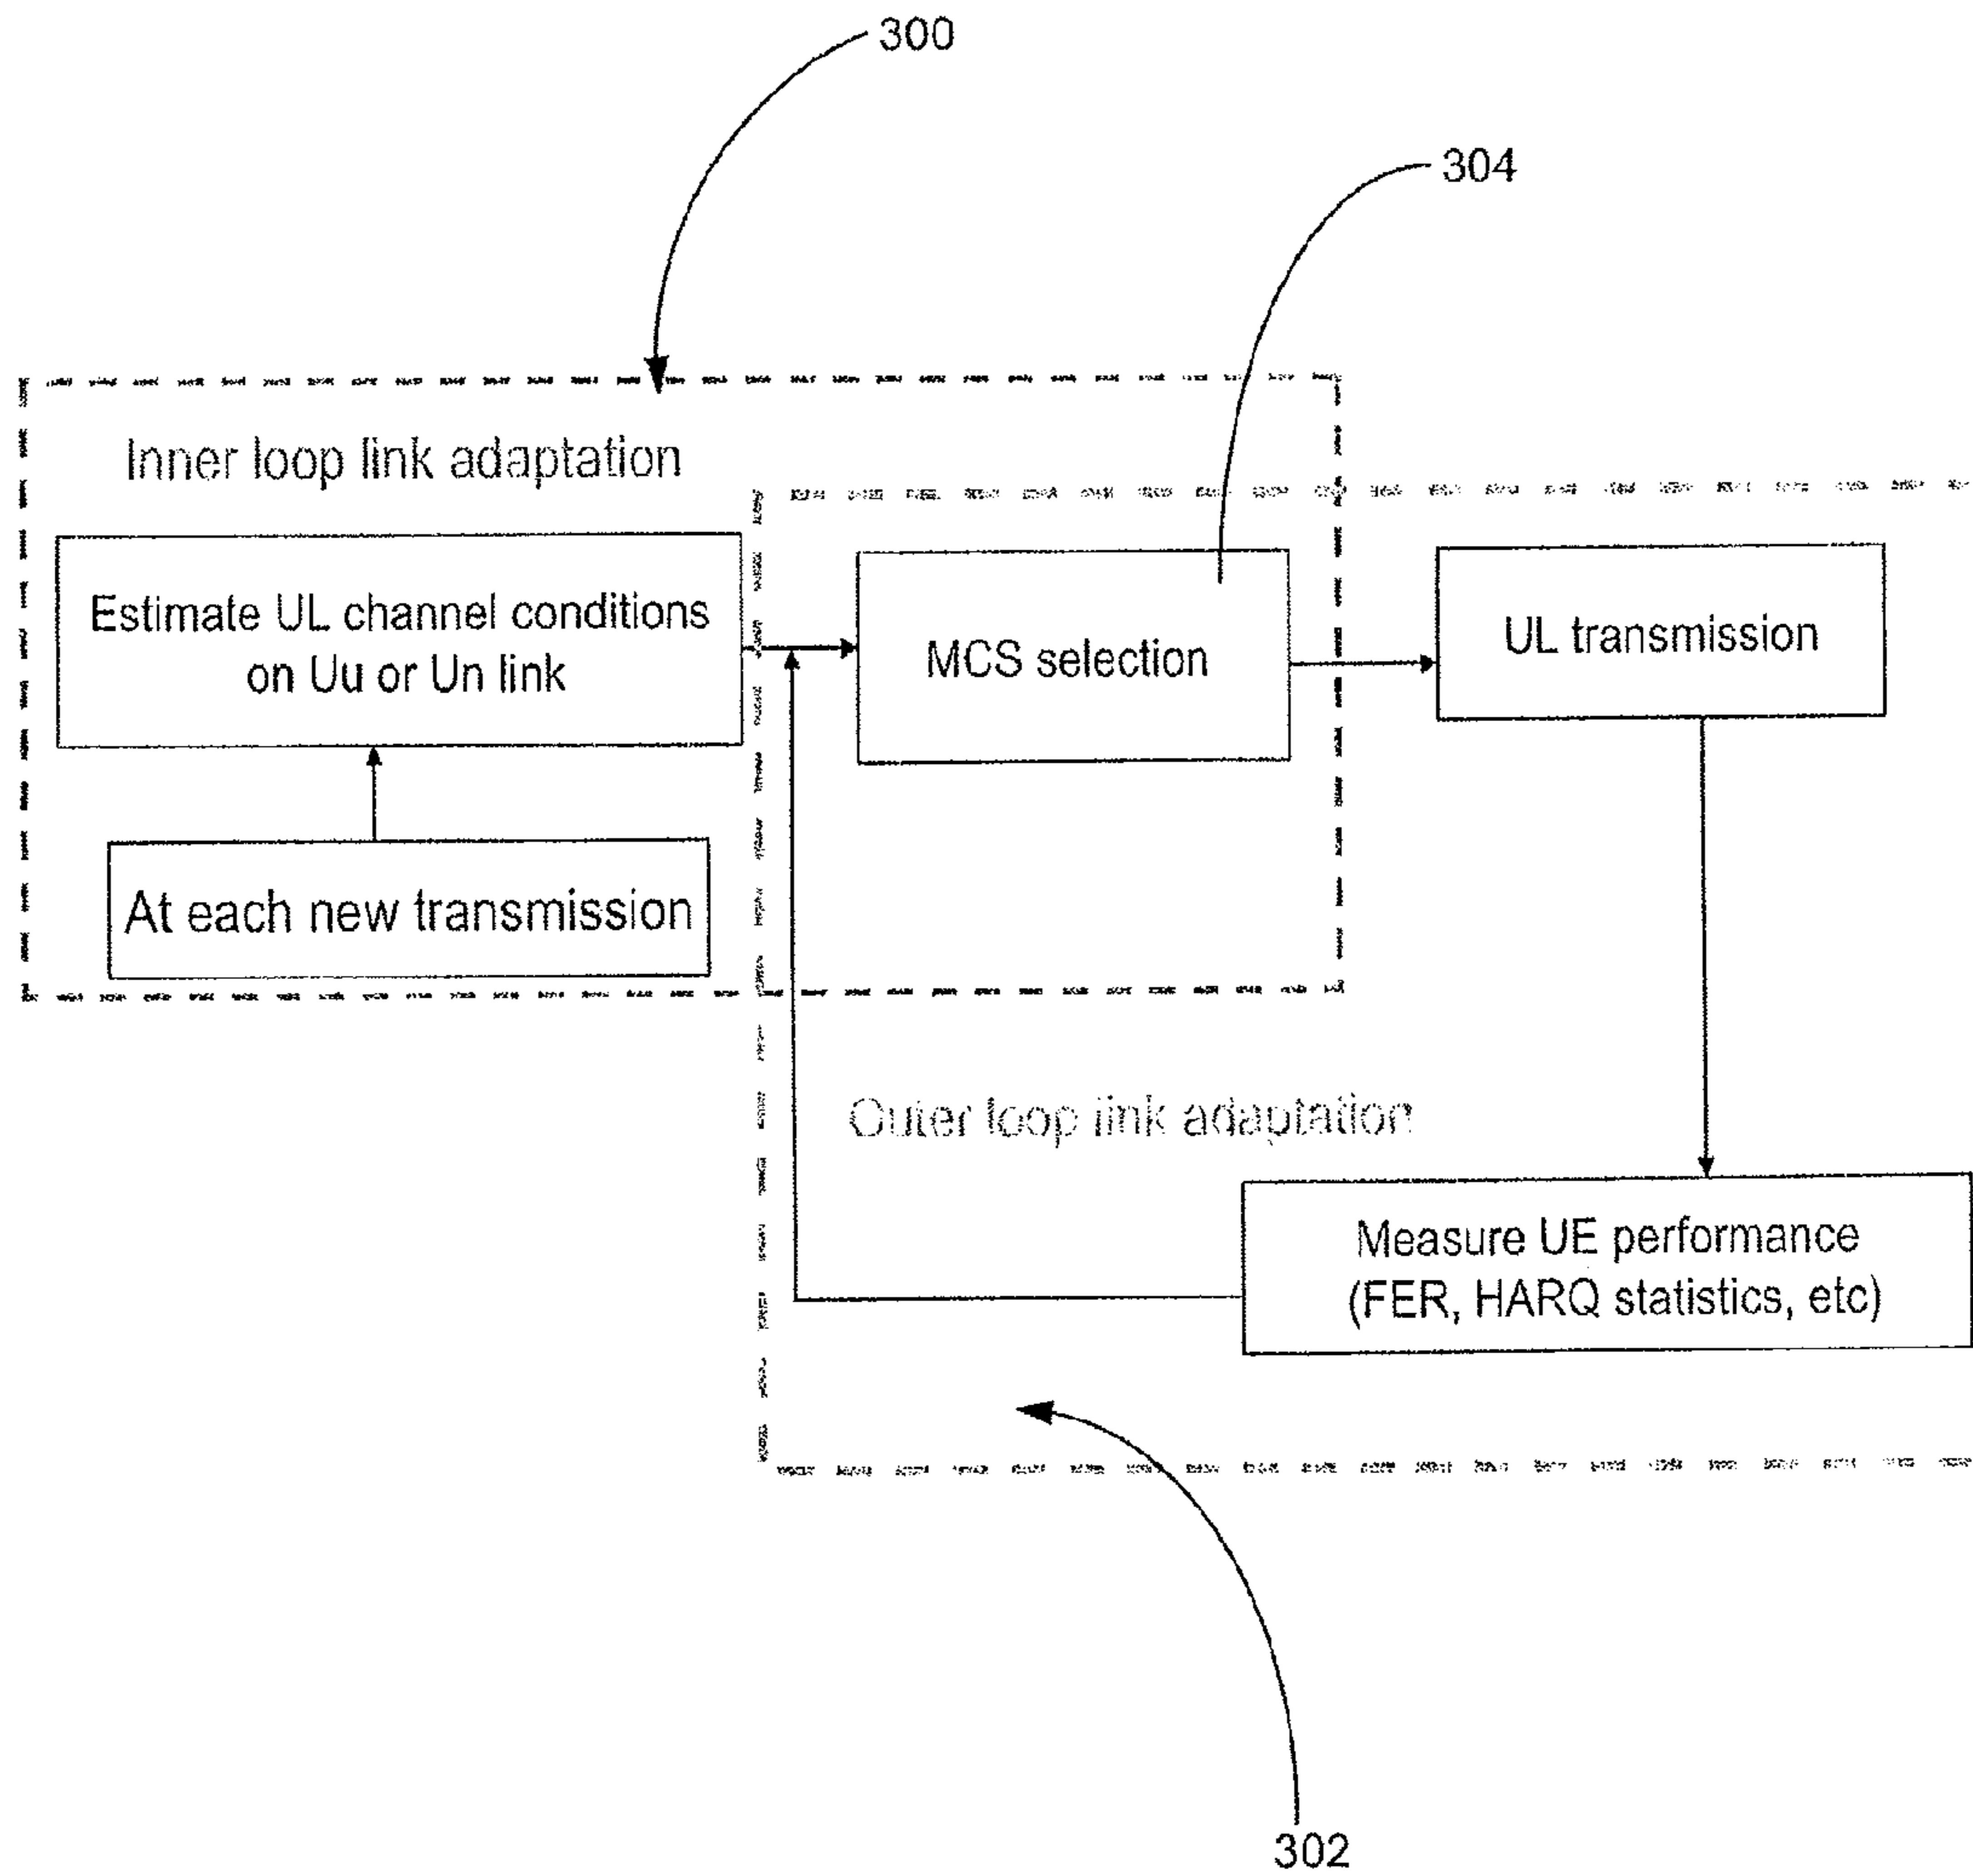 300
304
Inner loop link adaptation
Estimate UL channel conditions
on Uu or Un link
MCS selection
UL transmission
At each new transmission
Outer loop link adaptation
Measure UE performance
(FER, HARQ statistics, etc)
302